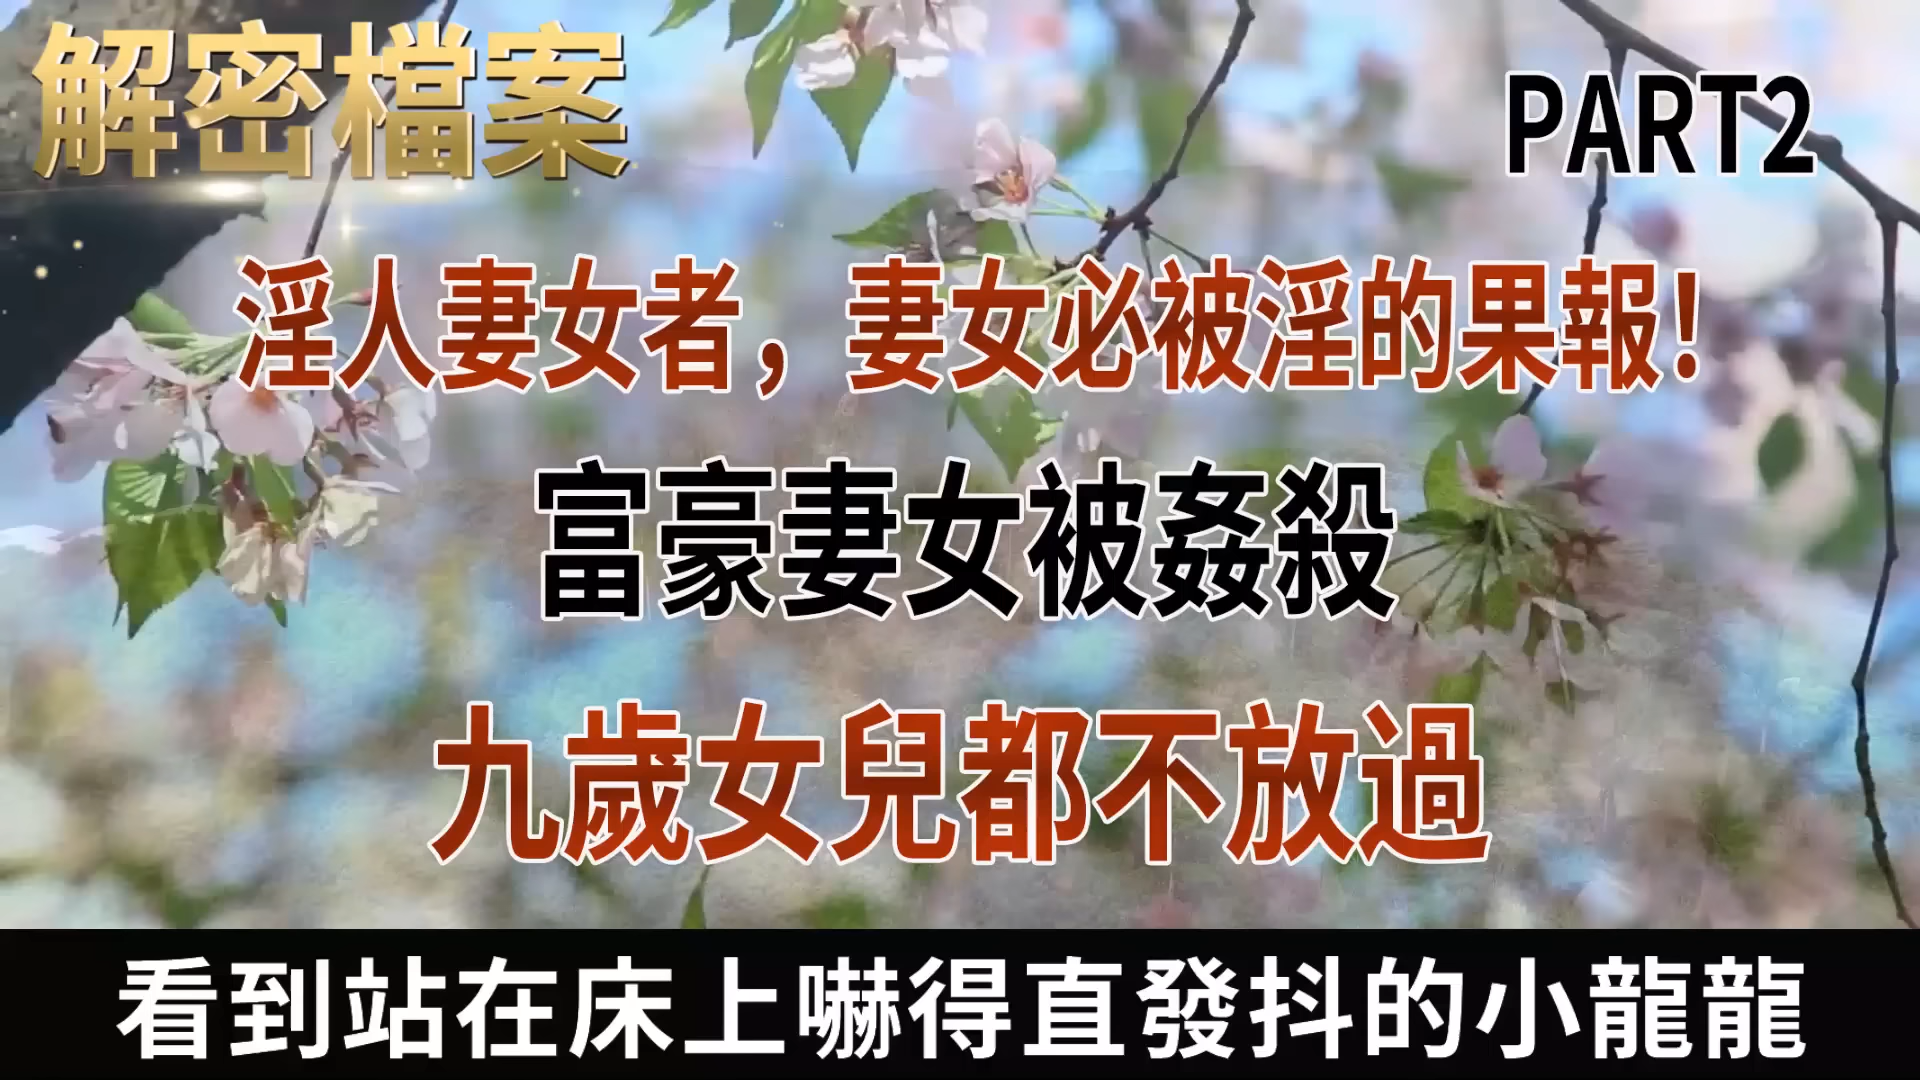 解密檔案
PART2
淫人妻女者，妻女必被淫的果報！
富豪妻女被姦殺
九歲女兒都不放過
看到站在床上嚇得直發抖的小龍龍